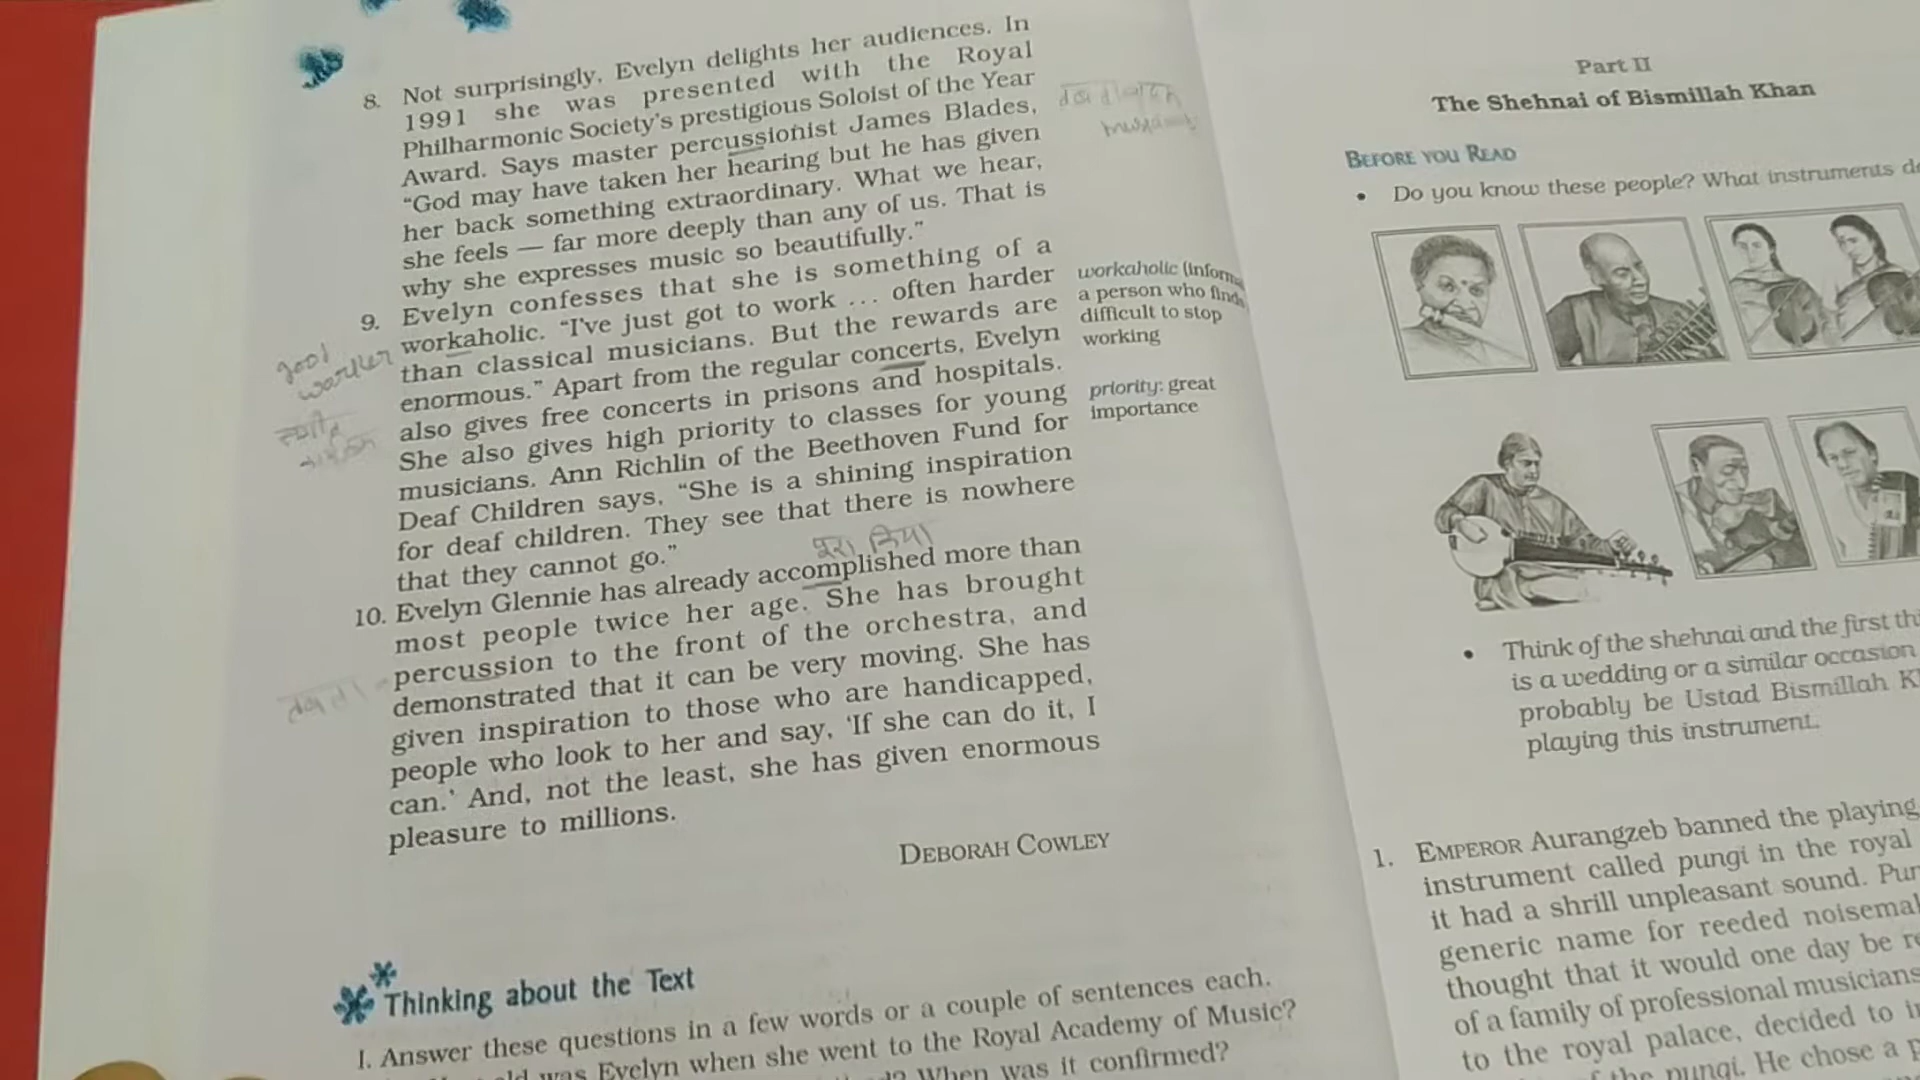 8. Not surprisingly, Evelyn delights her audiences. In
1991 she was presented with the Royal
Philharmonic Society's prestigious Soloist of the Year
Award. Says master percussionist James Blades,
“God may have taken her hearing but he has given
her back something extraordinary. What we hear,
she feels — far more deeply than any of us. That is
why she expresses music so beautifully.”
9. Evelyn confesses that she is something of a
workaholic. “I've just got to work ... often harder
than classical musicians. But the rewards are
enormous.” Apart from the regular concerts, Evelyn
also gives free concerts in prisons and hospitals.
She also gives high priority to classes for young
musicians. Ann Richlin of the Beethoven Fund for
Deaf Children says, “She is a shining inspiration
for deaf children. They see that there is nowhere
that they cannot go.”
पूरा किया
10. Evelyn Glennie has already accomplished more than
most people twice her age. She has brought
percussion to the front of the orchestra, and
demonstrated that it can be very moving. She has
given inspiration to those who are handicapped,
people who look to her and say, ‘If she can do it, I
can.’ And, not the least, she has given enormous
pleasure to millions.
DEBORAH COWLEY
good
workaholic (inform
a person who finds
difficult to stop
working
priority: great
importance
Thinking about the Text
I. Answer these questions in a few words or a couple of sentences each.
old was Evelyn when she went to the Royal Academy of Music?
When was it confirmed?
Part II
The Shehnai of Bismillah Khan
BEFORE YOU READ
• Do you know these people? What instruments
• Think of the shehnai and the first
is a wedding or a similar occasion
probably be Ustad Bismillah
playing this instrument.
1. EMPEROR Aurangzeb banned the playing
instrument called pungi in the royal
it had a shrill unpleasant sound.
generic name for reeded
thought that it would one day be
of a family of professional musicians
to the royal palace, decided to
the pungi. He chose a